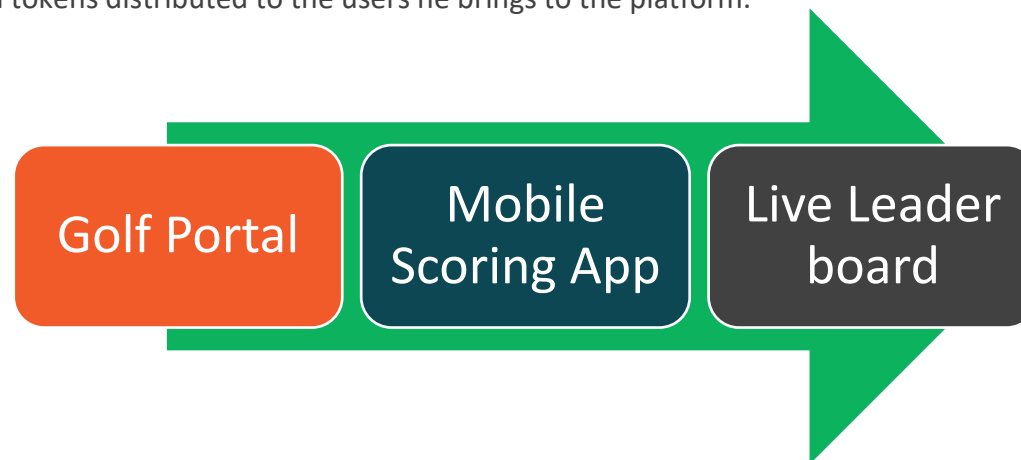 tokens distributed to the users he brings to the platform.
Golf Portal
Mobile
Scoring App
Live Leader
board